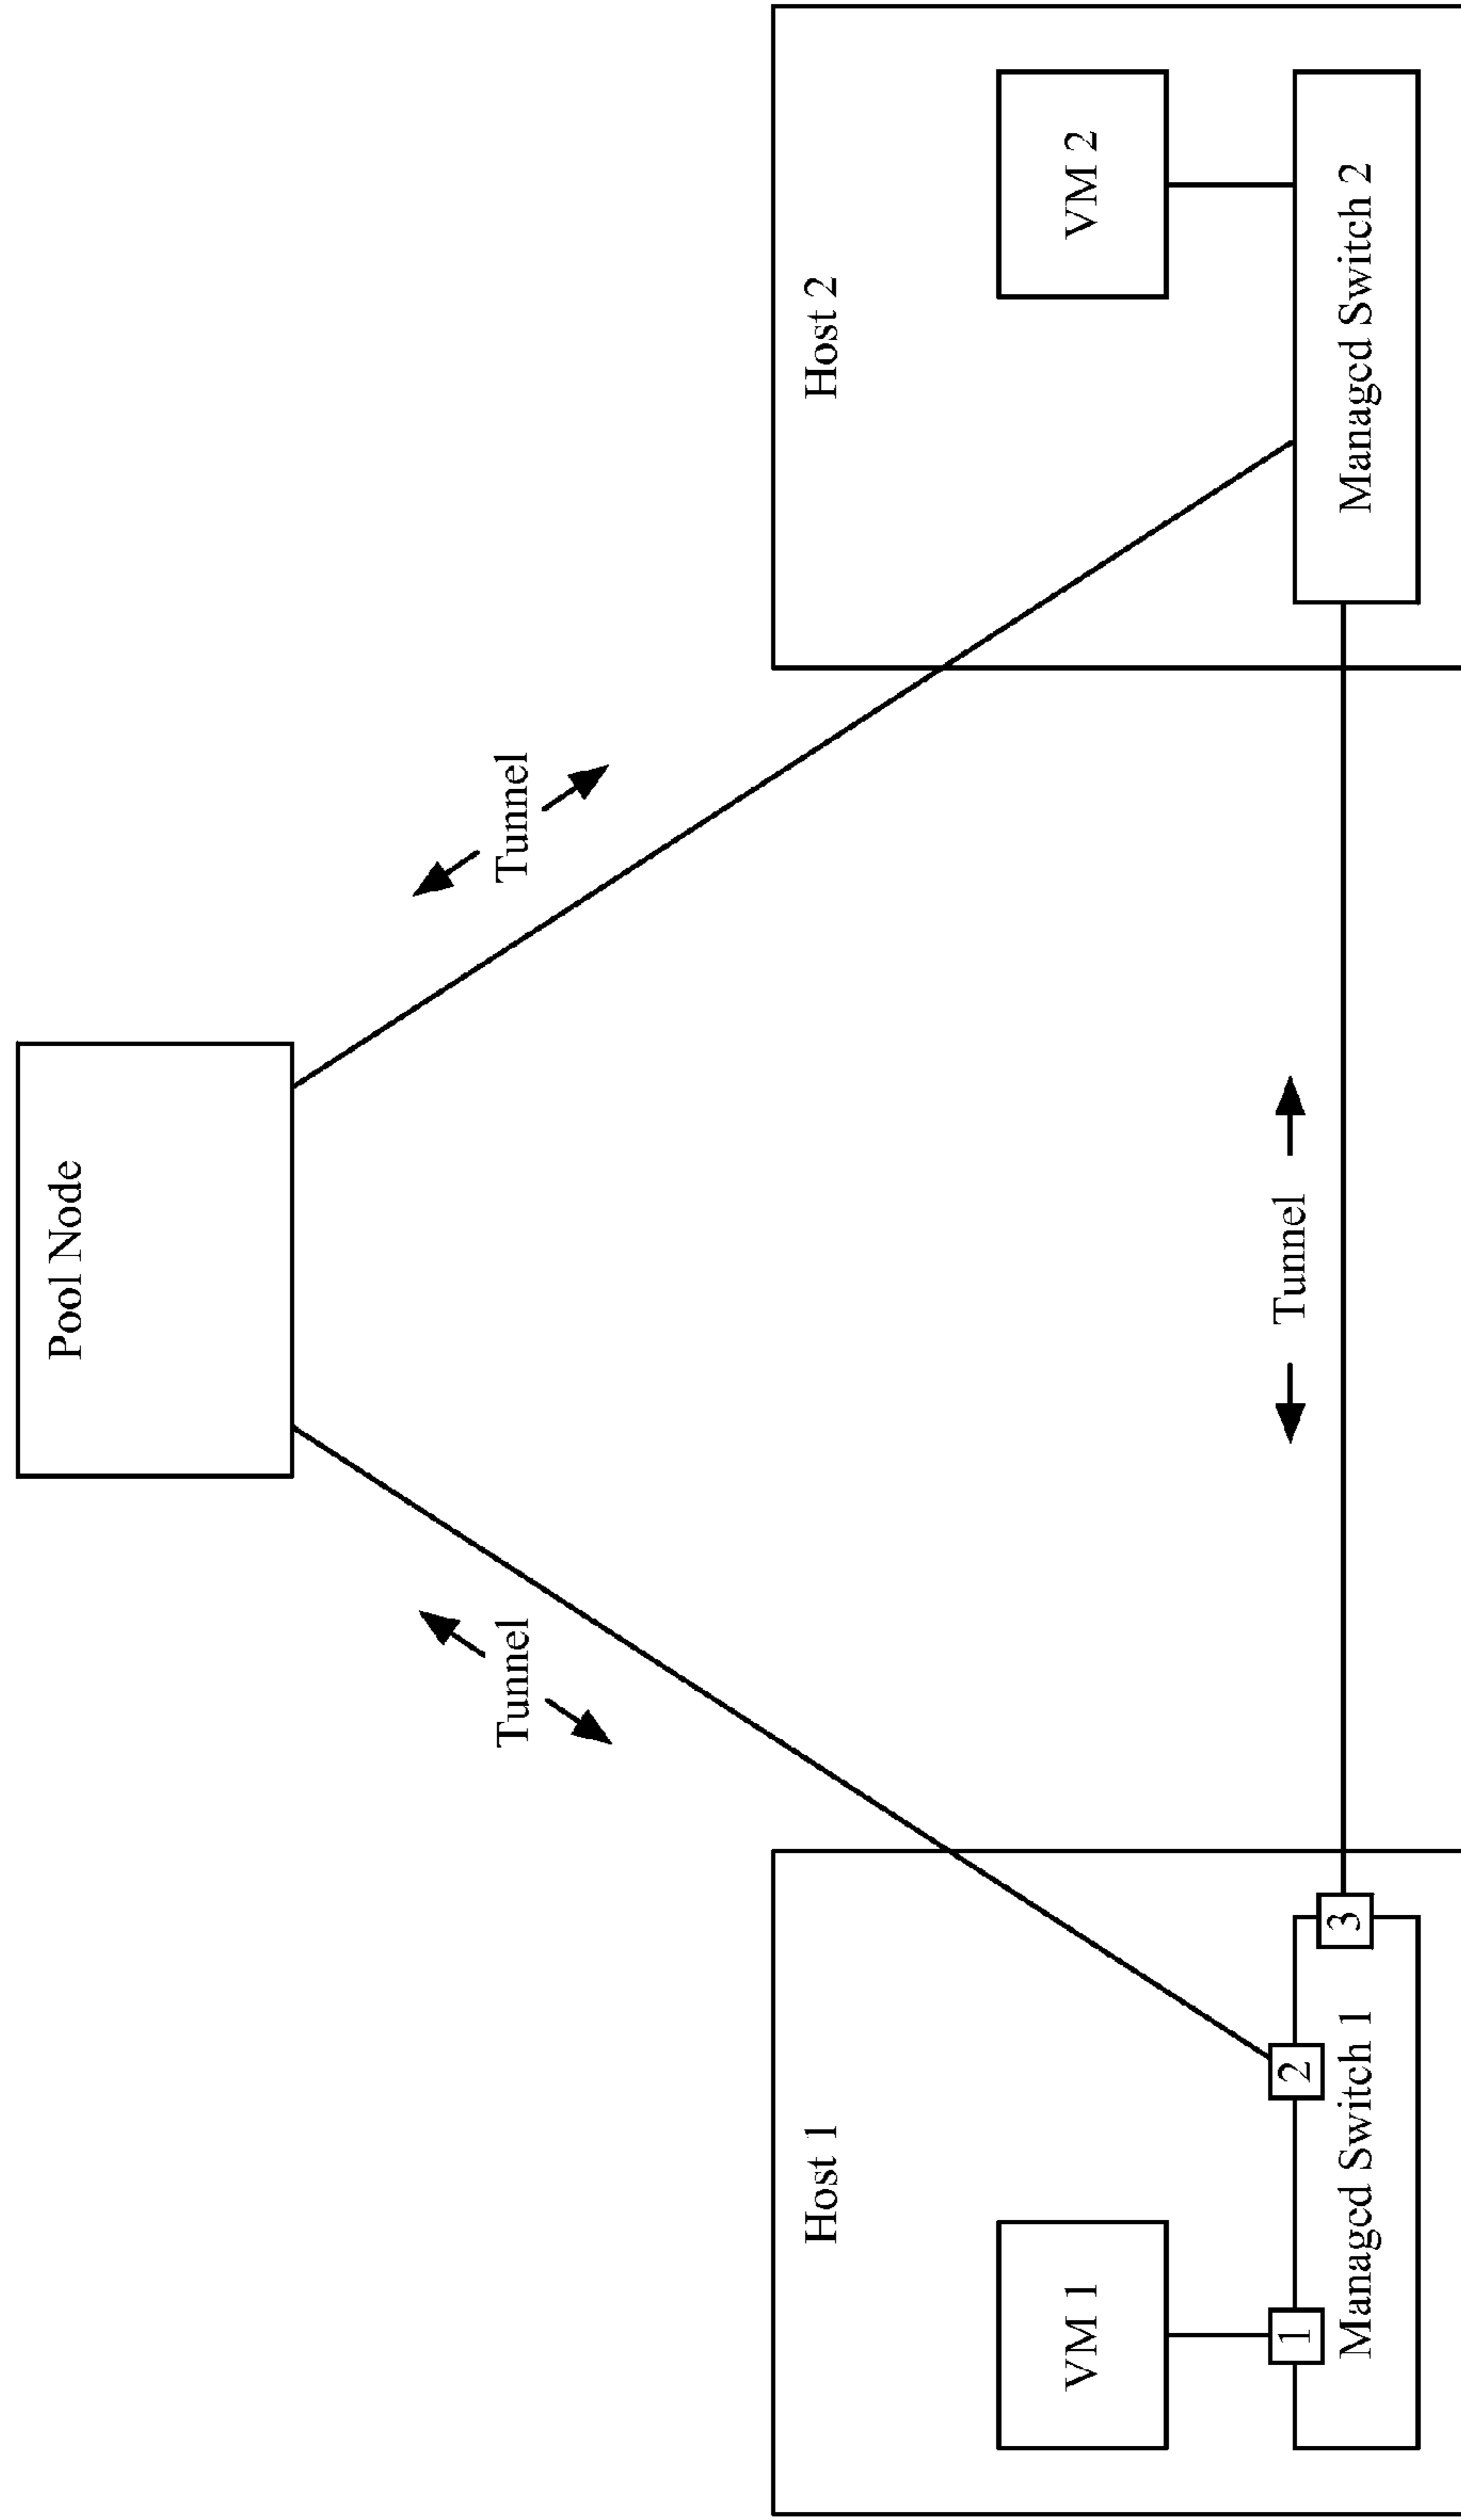 Pool Node
Tunnel
Tunnel
Host 1
Host 2
VM 1
VM 2
Tunnel
1
2
3
Managed Switch 1
Managed Switch 2